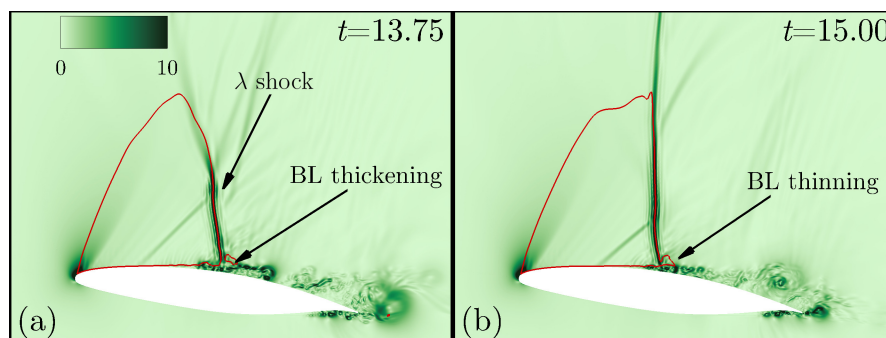 t=13.75
0 10
λ shock
BL thickening
(a)
t=15.00
BL thinning
(b)